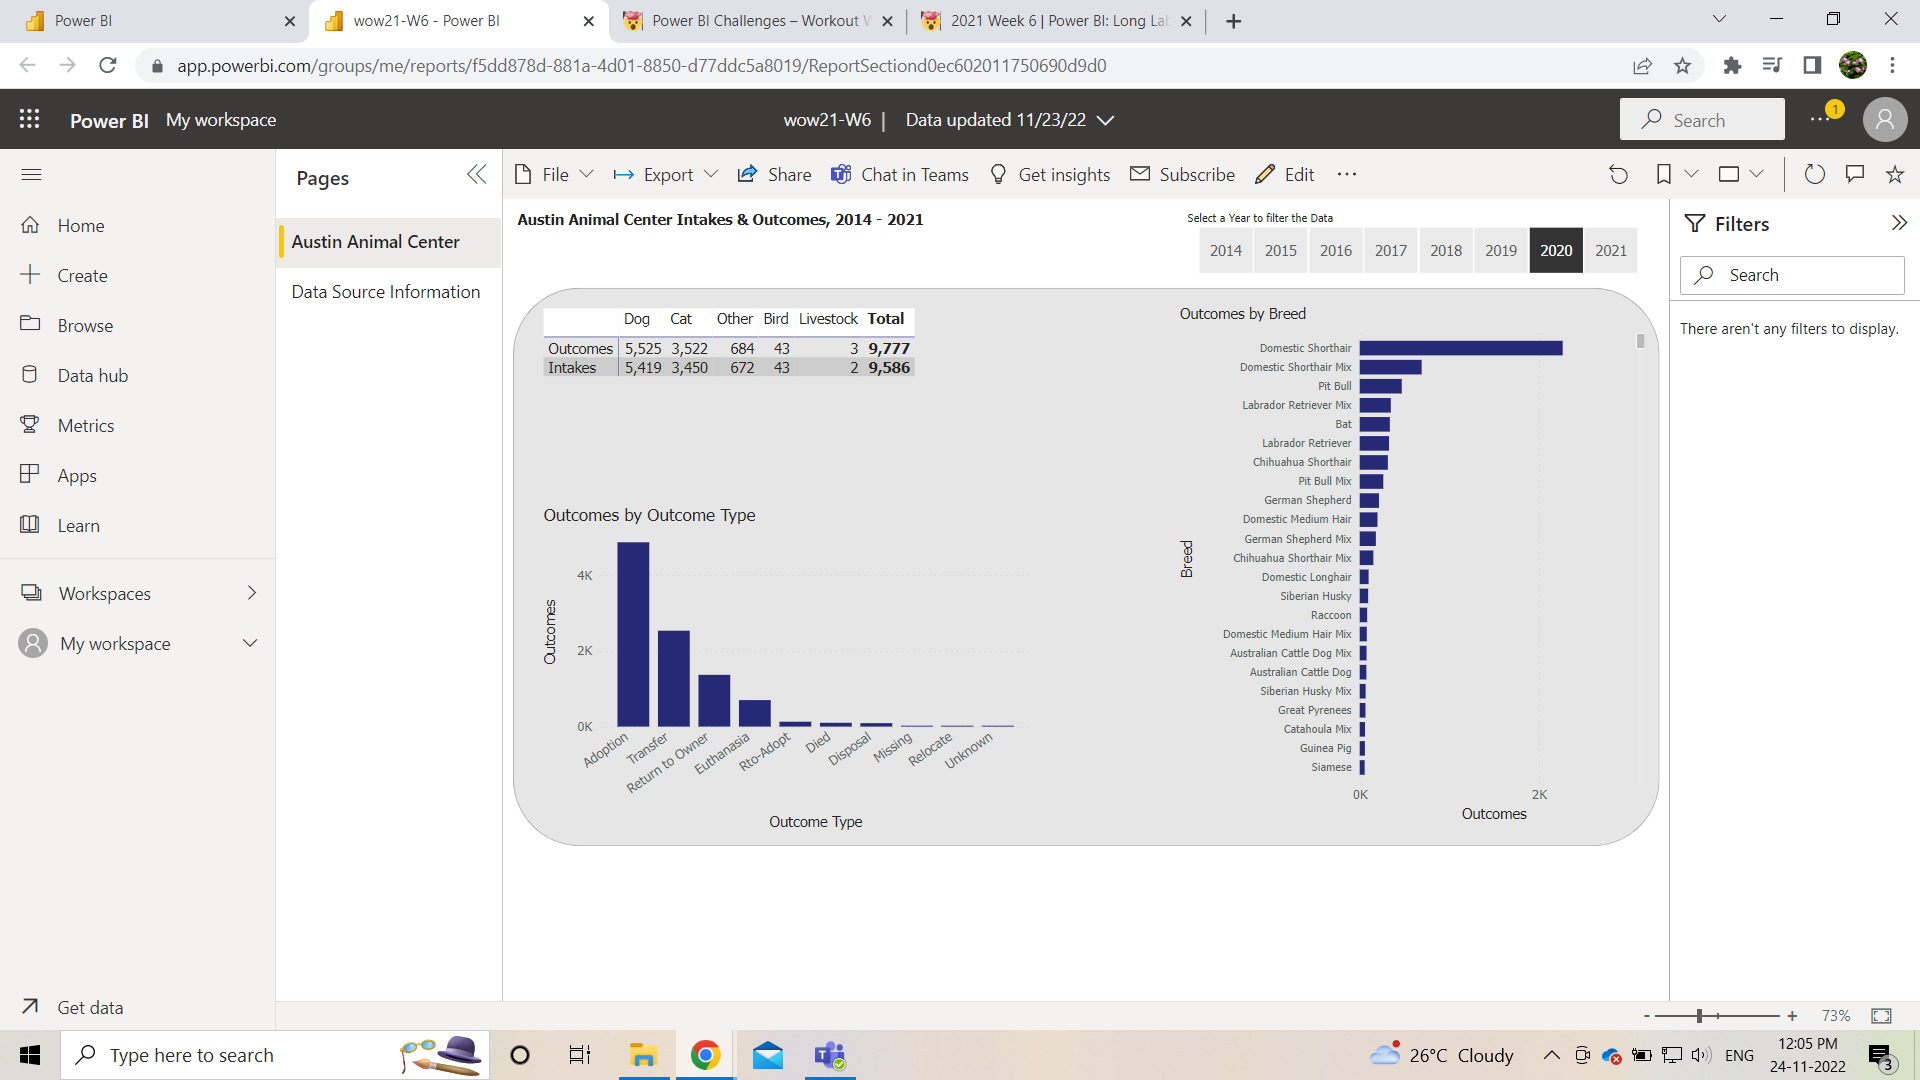 Power BI
wow21-W6 - Power BI
Power BI Challenges – Workout W
2021 Week 6 | Power BI: Long Lab
app.powerbi.com/groups/me/reports/f5dd878d-881a-4d01-8850-d77ddc5a8019/ReportSectiond0ec602011750690d9d0
Power BI My workspace
wow21-W6 | Data updated 11/23/22
Search
1
Home
Create
Browse
Data hub
Metrics
Apps
Learn
Workspaces
My workspace
Get data
Pages
Austin Animal Center
Data Source Information
File Export Share Chat in Teams Get insights Subscribe Edit
Austin Animal Center Intakes & Outcomes, 2014 - 2021
Select a Year to filter the Data
2014 2015 2016 2017 2018 2019 2020 2021
Dog Cat Other Bird Livestock Total
Outcomes 5,525 3,522 684 43 3 9,777
Intakes 5,419 3,450 672 43 2 9,586
Outcomes by Outcome Type
Outcomes
4K
2K
0K
Adoption
Transfer
Return to Owner
Euthanasia
Rto-Adopt
Died
Disposal
Missing
Relocate
Unknown
Outcome Type
Outcomes by Breed
Breed
Domestic Shorthair
Domestic Shorthair Mix
Pit Bull
Labrador Retriever Mix
Bat
Labrador Retriever
Chihuahua Shorthair
Pit Bull Mix
German Shepherd
Domestic Medium Hair
German Shepherd Mix
Chihuahua Shorthair Mix
Domestic Longhair
Siberian Husky
Raccoon
Domestic Medium Hair Mix
Australian Cattle Dog Mix
Australian Cattle Dog
Siberian Husky Mix
Great Pyrenees
Catahoula Mix
Guinea Pig
Siamese
0K 2K
Outcomes
Filters
Search
There aren't any filters to display.
- + 73%
Type here to search
26°C Cloudy
ENG
12:05 PM
24-11-2022
3